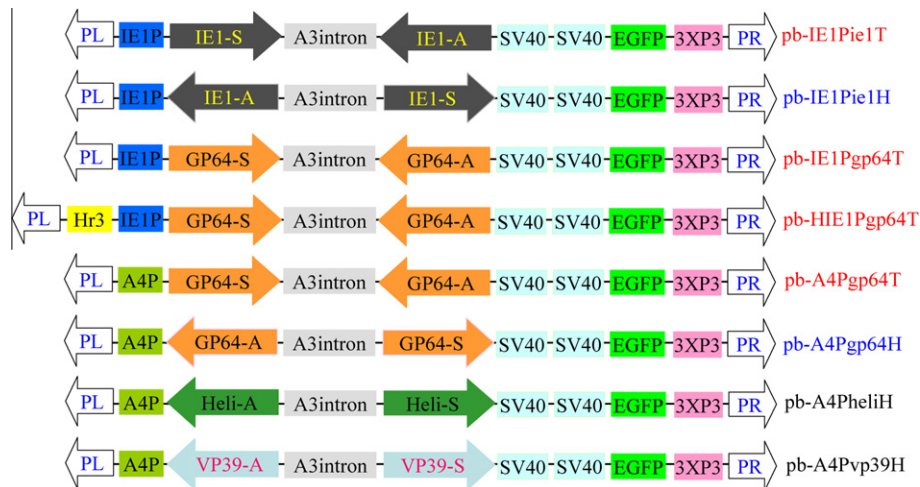 PL IE1P IE1-S A3intron IE1-A SV40 SV40 EGFP 3XP3 PR pb-IE1Pie1T
PL IE1P IE1-A A3intron IE1-S SV40 SV40 EGFP 3XP3 PR pb-IE1Pie1H
PL IE1P GP64-S A3intron GP64-A SV40 SV40 EGFP 3XP3 PR pb-IE1Pgp64T
PL Hr3 IE1P GP64-S A3intron GP64-A SV40 SV40 EGFP 3XP3 PR pb-HIE1Pgp64T
PL A4P GP64-S A3intron GP64-A SV40 SV40 EGFP 3XP3 PR pb-A4Pgp64T
PL A4P GP64-A A3intron GP64-S SV40 SV40 EGFP 3XP3 PR pb-A4Pgp64H
PL A4P Heli-A A3intron Heli-S SV40 SV40 EGFP 3XP3 PR pb-A4PheliH
PL A4P VP39-A A3intron VP39-S SV40 SV40 EGFP 3XP3 PR pb-A4Pvp39H